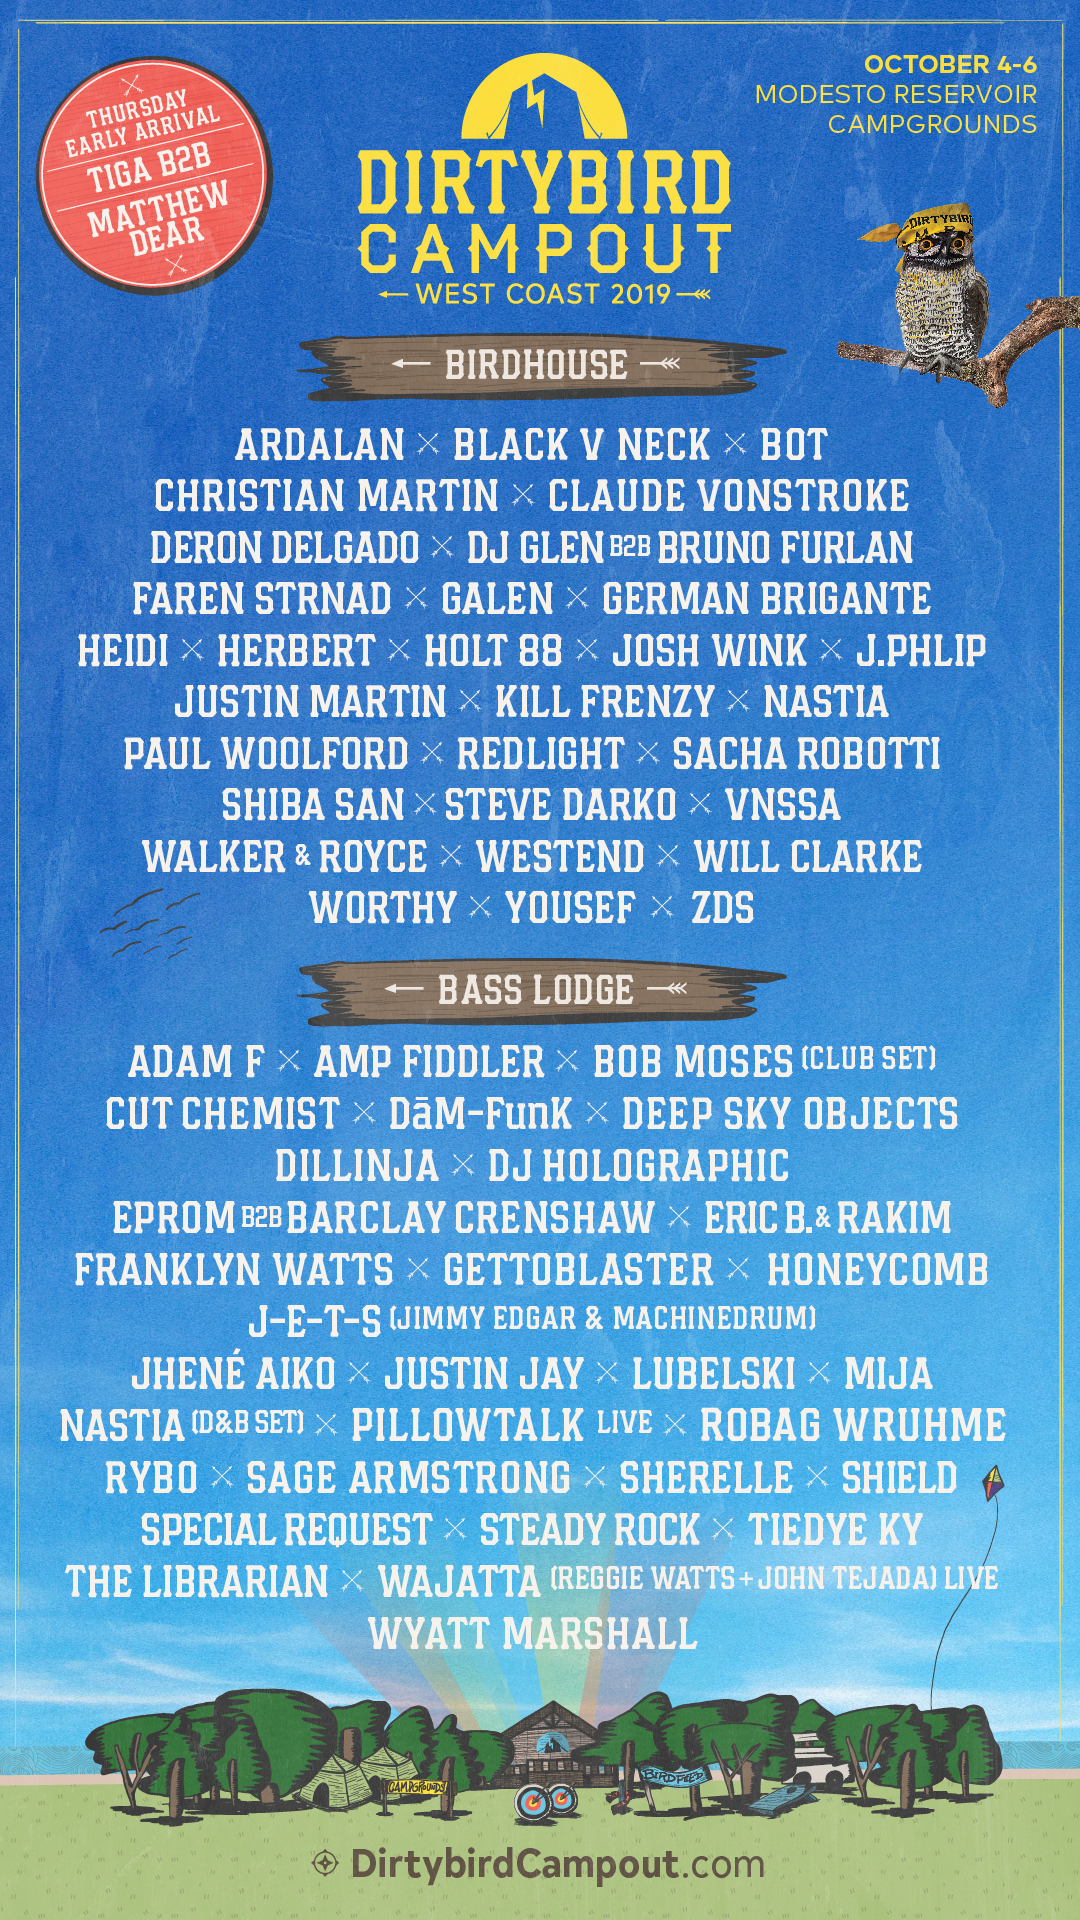 THURSDAY
EARLY ARRIVAL
TIGA B2B
MATTHEW
DEAR
DIRTYBIRD
CAMPOUT
WEST COAST 2019
OCTOBER 4-6
MODESTO RESERVOIR
CAMPGROUNDS
DIRTYBIRD
BIRDHOUSE
ARDALAN × BLACK V NECK × BOT
CHRISTIAN MARTIN × CLAUDE VONSTROKE
DERON DELGADO × DJ GLEN B2B BRUNO FURLAN
FAREN STRNAD × GALEN × GERMAN BRIGANTE
HEIDI × HERBERT × HOLT 88 × JOSH WINK × J.PHLIP
JUSTIN MARTIN × KILL FRENZY × NASTIA
PAUL WOOLFORD × REDLIGHT × SACHA ROBOTTI
SHIBA SAN × STEVE DARKO × VNSSA
WALKER & ROYCE × WESTEND × WILL CLARKE
WORTHY × YOUSEF × ZDS
BASS LODGE
ADAM F × AMP FIDDLER × BOB MOSES (CLUB SET)
CUT CHEMIST × DāM-FunK × DEEP SKY OBJECTS
DILLINJA × DJ HOLOGRAPHIC
EPROM B2B BARCLAY CRENSHAW × ERIC B. & RAKIM
FRANKLYN WATTS × GETTOBLASTER × HONEYCOMB
J-E-T-S (JIMMY EDGAR & MACHINEDRUM)
JHENÉ AIKO × JUSTIN JAY × LUBELSKI × MIJA
NASTIA (D&B SET) × PILLOWTALK LIVE × ROBAG WRUHME
RYBO × SAGE ARMSTRONG × SHERELLE × SHIELD
SPECIAL REQUEST × STEADY ROCK × TIEDYE KY
THE LIBRARIAN × WAJATTA (REGGIE WATTS + JOHN TEJADA) LIVE
WYATT MARSHALL
CAMPGROUNDS
BIRDFEED
DirtybirdCampout.com